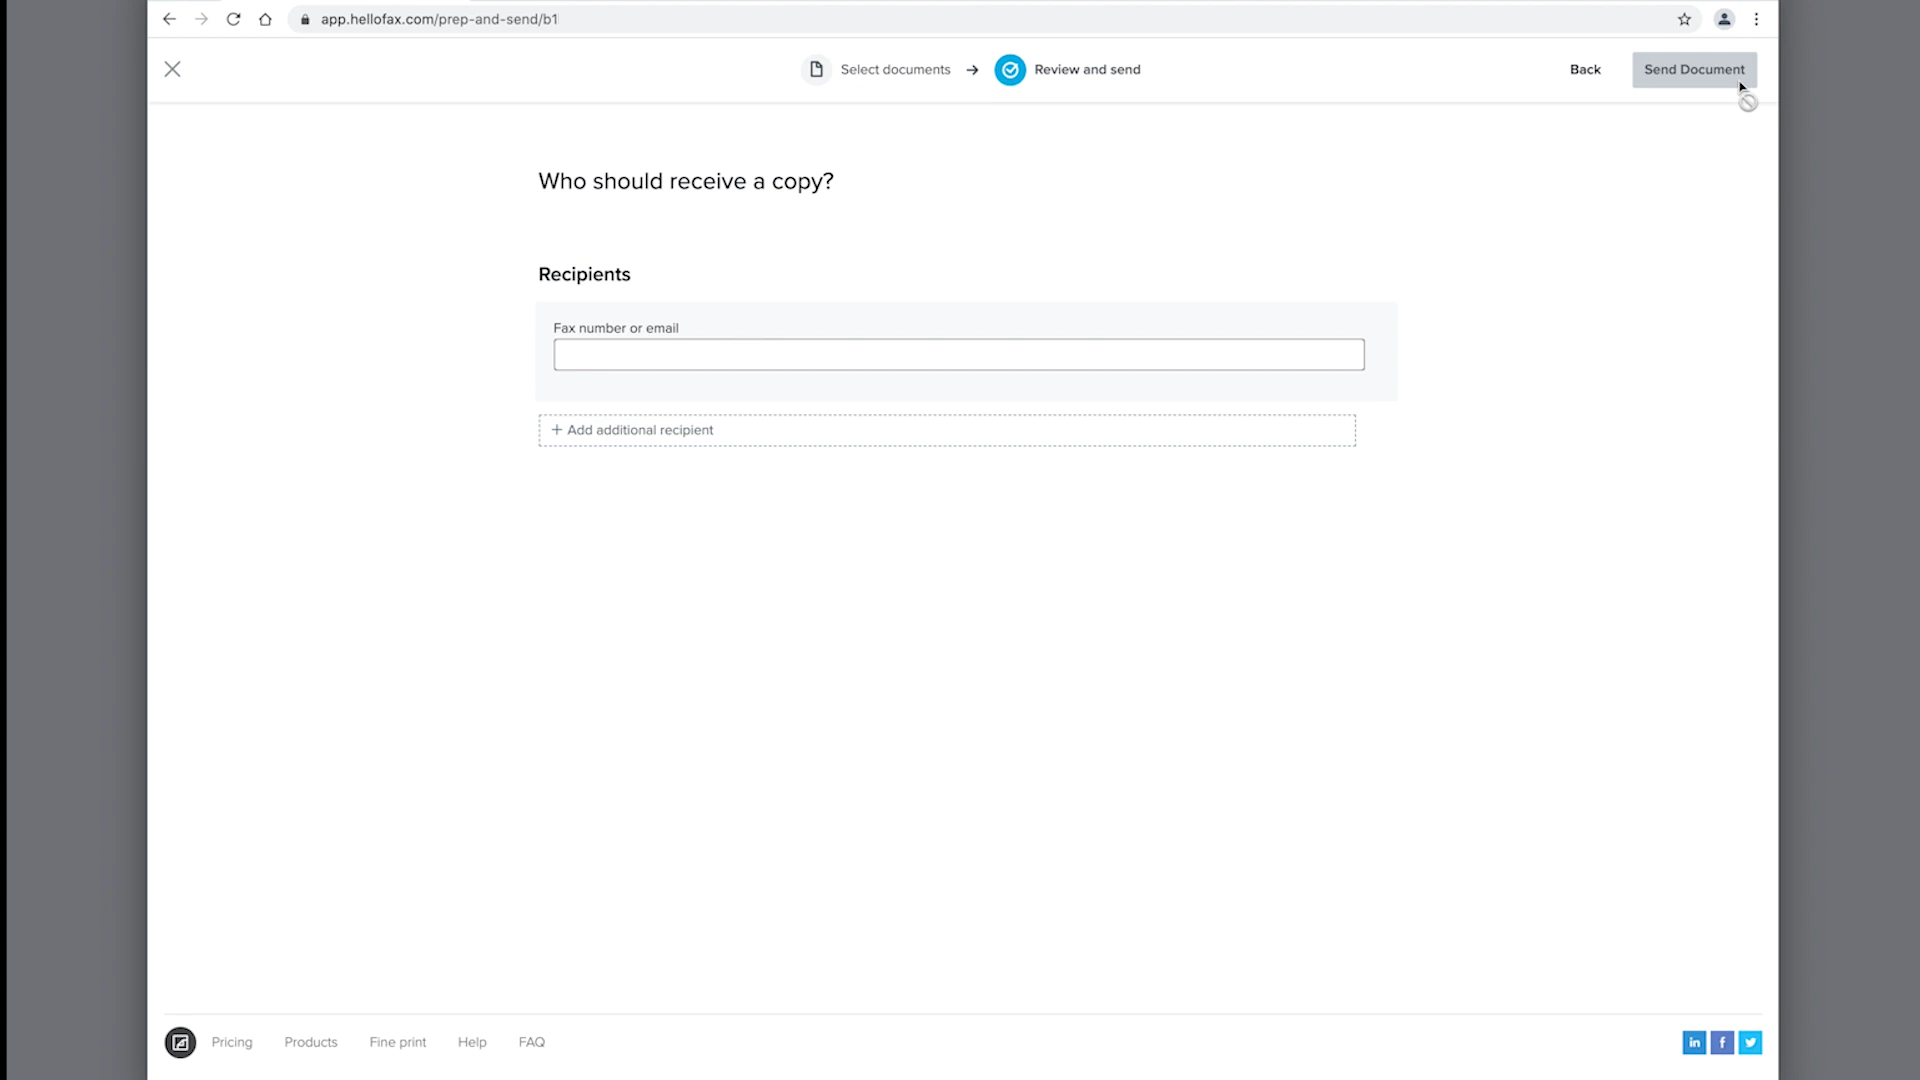 app.hellofax.com/prep-and-send/b1
Select documents
Review and send
Back
Send Document
Who should receive a copy?
Recipients
Fax number or email
+ Add additional recipient
Pricing
Products
Fine print
Help
FAQ
in
f